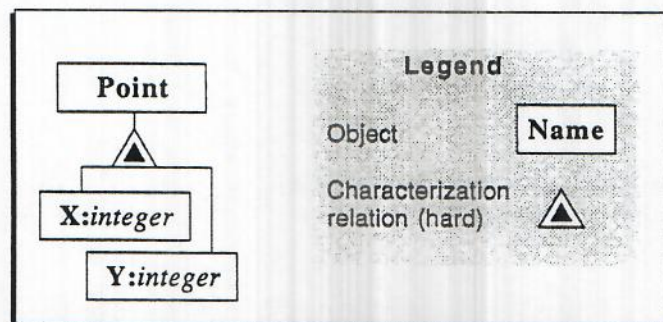 Point
X:integer
Y:integer
Legend
Object
Name
Characterization
relation (hard)